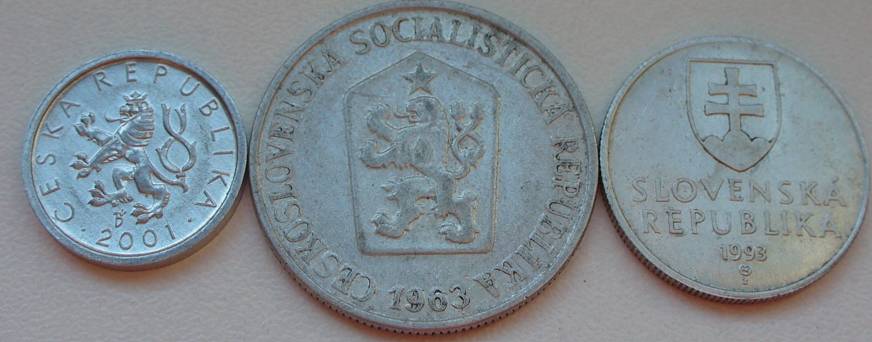 ČESKÁ REPUBLIKA
· 2001 ·
ČESKOSLOVENSKÁ SOCIALISTICKÁ REPUBLIKA
1963
SLOVENSKÁ
REPUBLIKA
1993